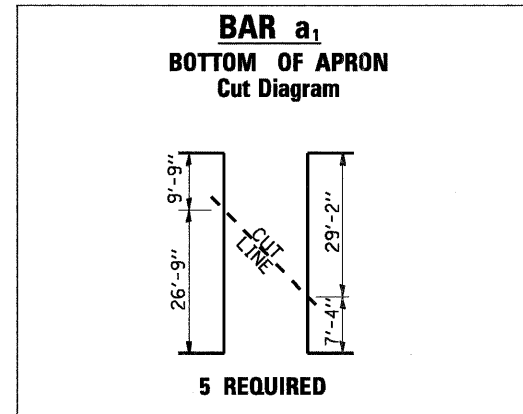 BAR a₁
BOTTOM OF APRON
Cut Diagram
9'-9"
26'-9"
CUT
LINE
29'-2"
7'-4"
5 REQUIRED